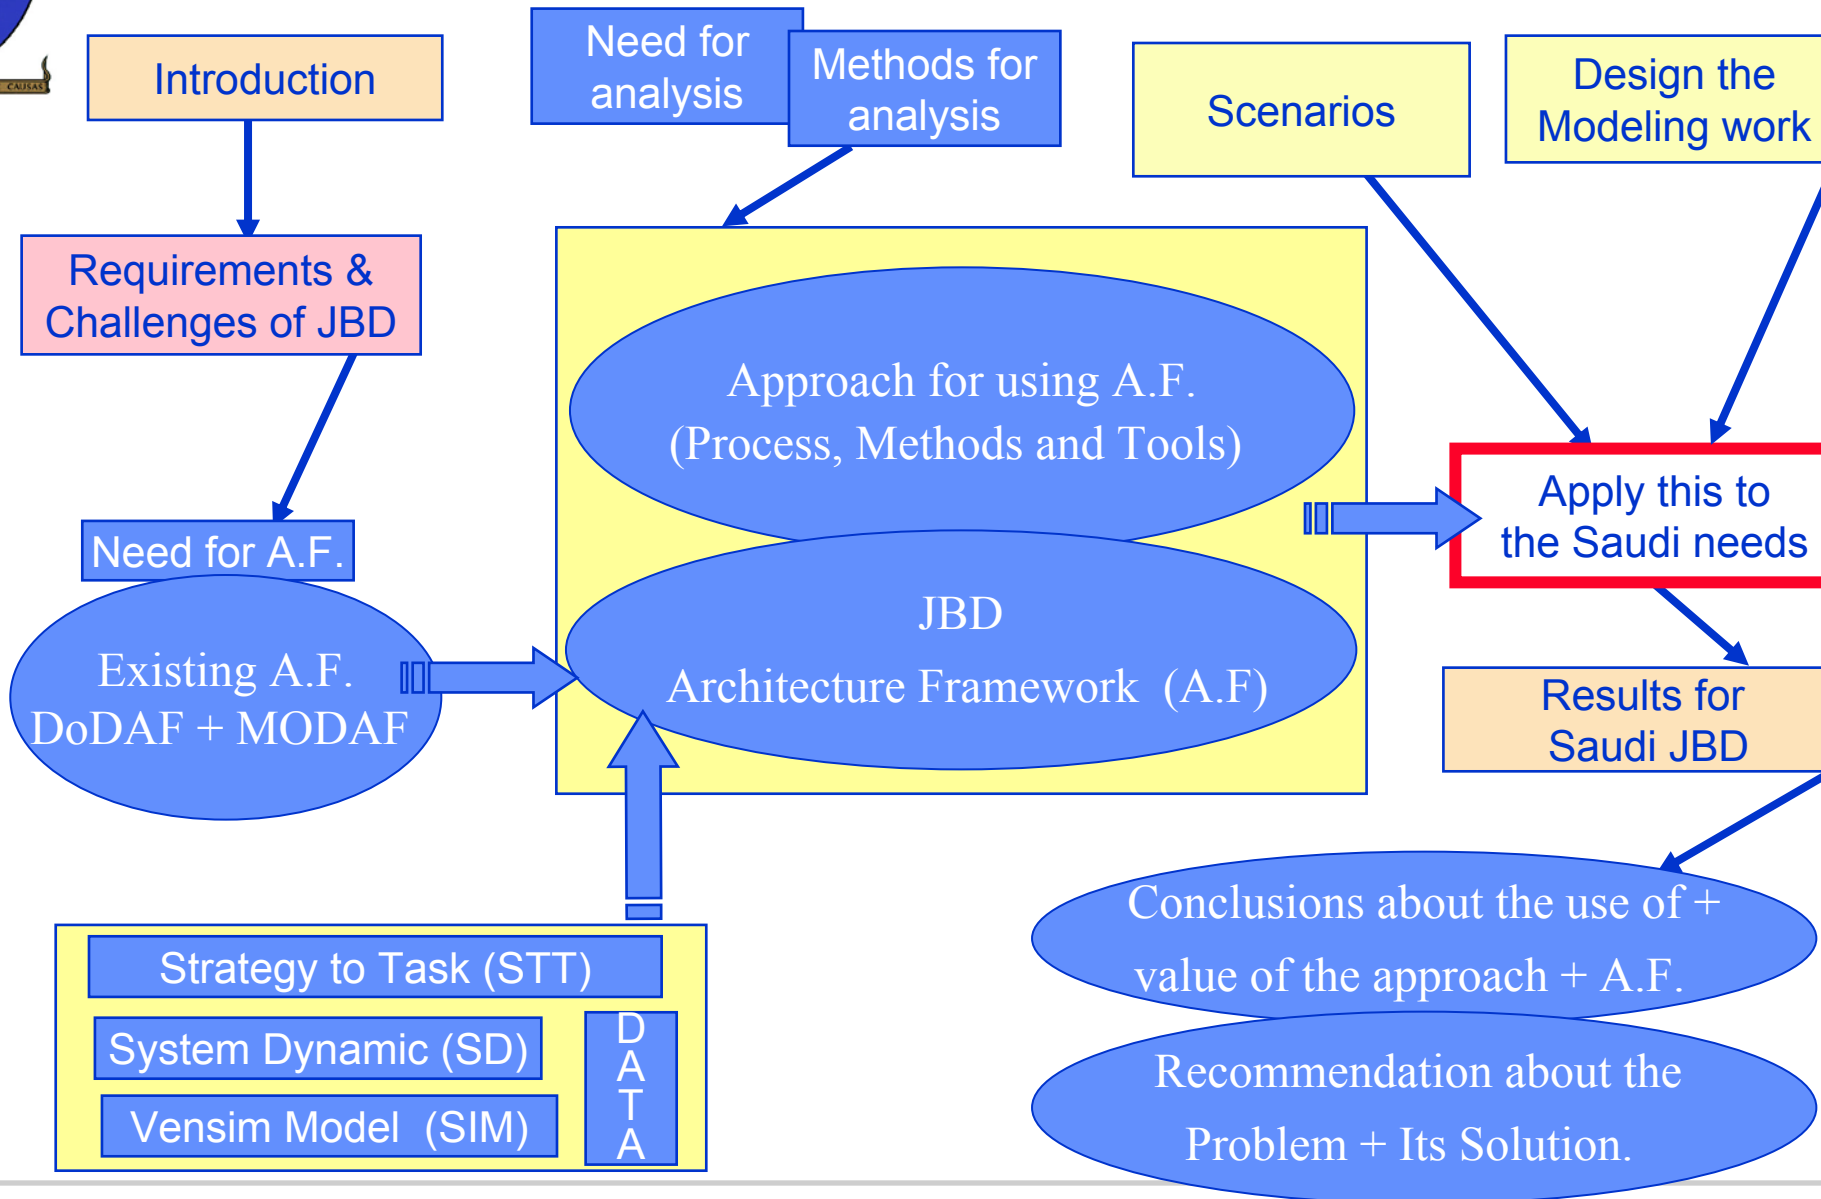 CAUSAS
Introduction
Need for
analysis
Methods for
analysis
Scenarios
Design the
Modeling work
Requirements &
Challenges of JBD
Approach for using A.F.
(Process, Methods and Tools)
Apply this to
the Saudi needs
Need for A.F.
Existing A.F.
DoDAF + MODAF
JBD
Architecture Framework (A.F)
Results for
Saudi JBD
Strategy to Task (STT)
System Dynamic (SD)
Vensim Model (SIM)
D
A
T
A
Conclusions about the use of +
value of the approach + A.F.
Recommendation about the
Problem + Its Solution.